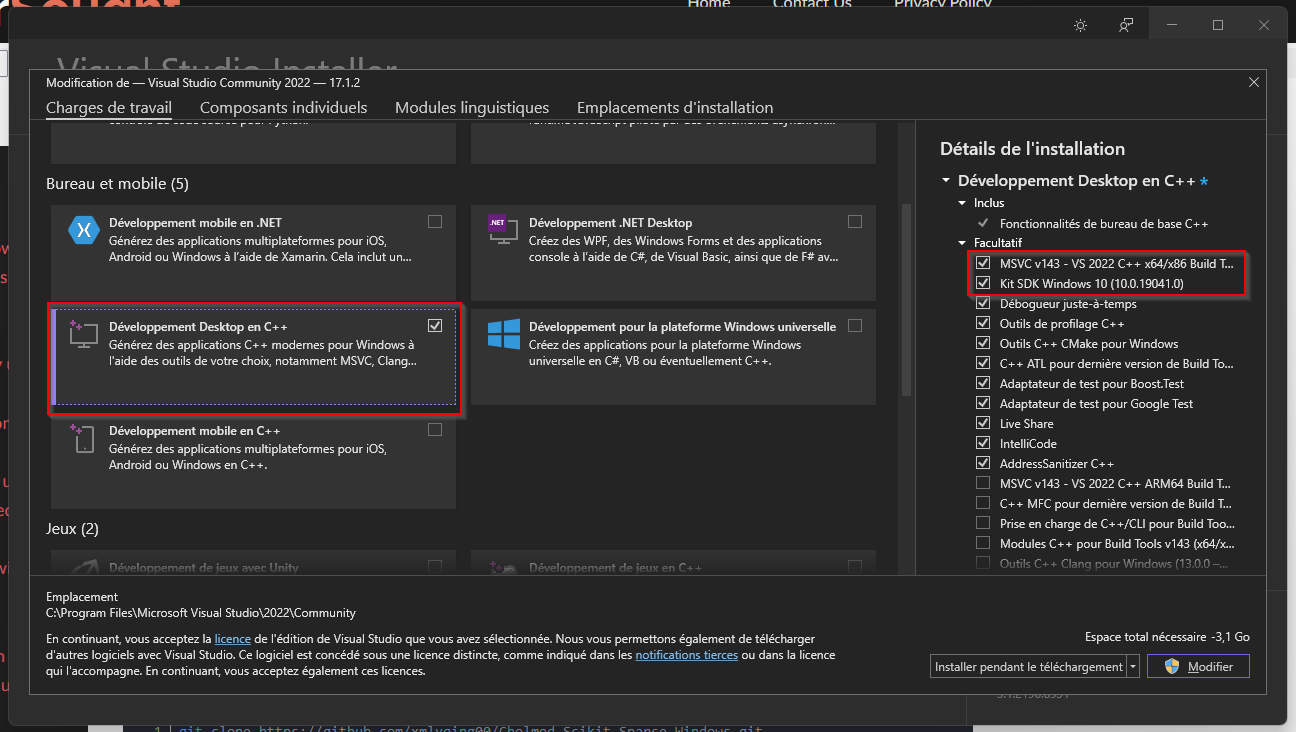 Home Contact Us Privacy Policy
Visual Studio Installer
Modification de — Visual Studio Community 2022 — 17.1.2
Charges de travail Composants individuels Modules linguistiques Emplacements d'installation
Bureau et mobile (5)
Développement mobile en .NET
Générez des applications multiplateformes pour iOS,
Android ou Windows à l'aide de Xamarin. Cela inclut un...
.NET
Développement .NET Desktop
Créez des WPF, des Windows Forms et des applications
console à l'aide de C#, de Visual Basic, ainsi que de F# av...
Développement Desktop en C++
Générez des applications C++ modernes pour Windows à
l'aide des outils de votre choix, notamment MSVC, Clang...
Développement pour la plateforme Windows universelle
Créez des applications pour la plateforme Windows
universelle en C#, VB ou éventuellement C++.
Développement mobile en C++
Générez des applications multiplateformes pour iOS,
Android ou Windows en C++.
Jeux (2)
Développement de jeux avec Unity
Développement de jeux en C++
Détails de l'installation
Développement Desktop en C++ *
Inclus
Fonctionnalités de bureau de base C++
Facultatif
MSVC v143 - VS 2022 C++ x64/x86 Build T...
Kit SDK Windows 10 (10.0.19041.0)
Débogueur juste-à-temps
Outils de profilage C++
Outils C++ CMake pour Windows
C++ ATL pour dernière version de Build To...
Adaptateur de test pour Boost.Test
Adaptateur de test pour Google Test
Live Share
IntelliCode
AddressSanitizer C++
MSVC v143 - VS 2022 C++ ARM64 Build T...
C++ MFC pour dernière version de Build T...
Prise en charge de C++/CLI pour Build Too...
Modules C++ pour Build Tools v143 (x64/x...
Outils C++ Clang pour Windows (13.0.0 –...
Emplacement
C:\Program Files\Microsoft Visual Studio\2022\Community
En continuant, vous acceptez la licence de l'édition de Visual Studio que vous avez sélectionnée. Nous vous permettons également de télécharger
d'autres logiciels avec Visual Studio. Ce logiciel est concédé sous une licence distincte, comme indiqué dans les notifications tierces ou dans la licence
qui l'accompagne. En continuant, vous acceptez également ces licences.
Espace total nécessaire -3,1 Go
Installer pendant le téléchargement
Modifier
1 git clone https://github.com/xmlyqing00/Cholmod-Scikit-Sparse-Windows.git